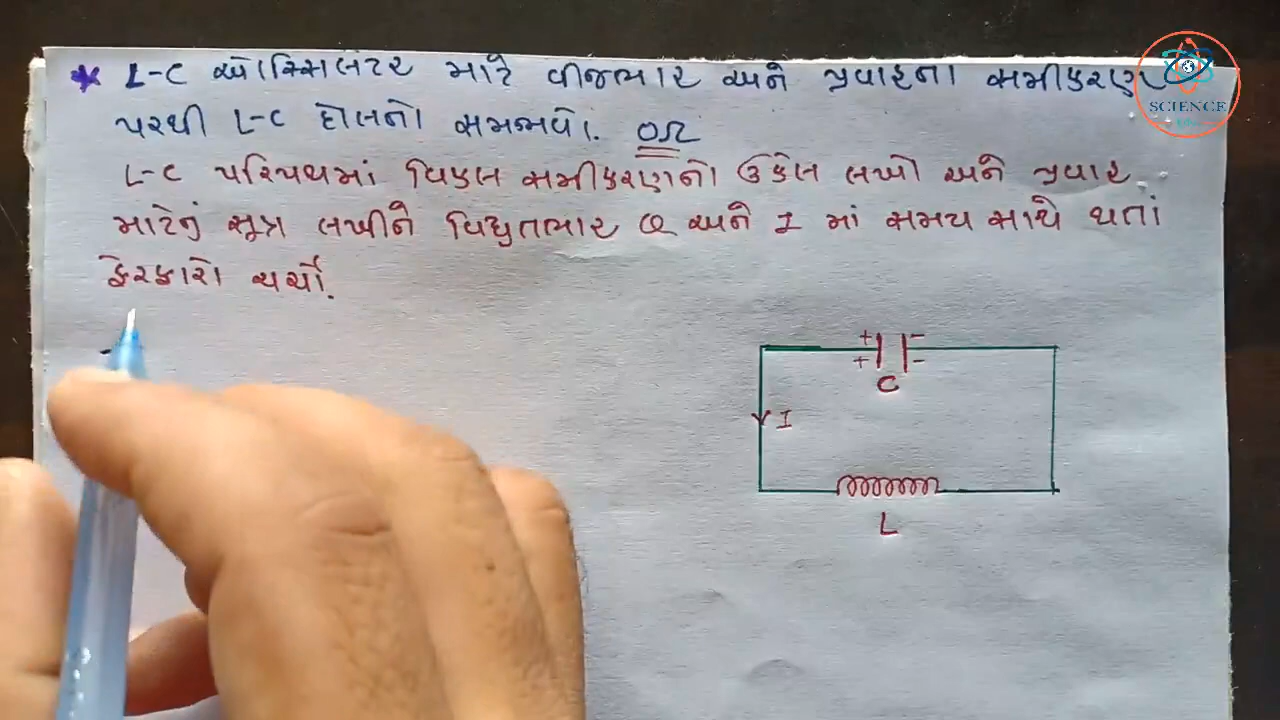 * L-C ઓસ્સિલેટર માટે વીજભાર અને પ્રવાહના સમીકરણ
પરથી L-C દોલનો સમજાવો. OR
L-C પરિપથમાં વિકલ સમીકરણનો ઉકેલ લખો અને પ્રવાહ
માટેનું સૂત્ર લખીને વિદ્યુતભાર Q અને I માં સમય સાથે થતાં
ફેરફારો ચર્ચો.
+ -
+ -
C
I
L
SCIENCE